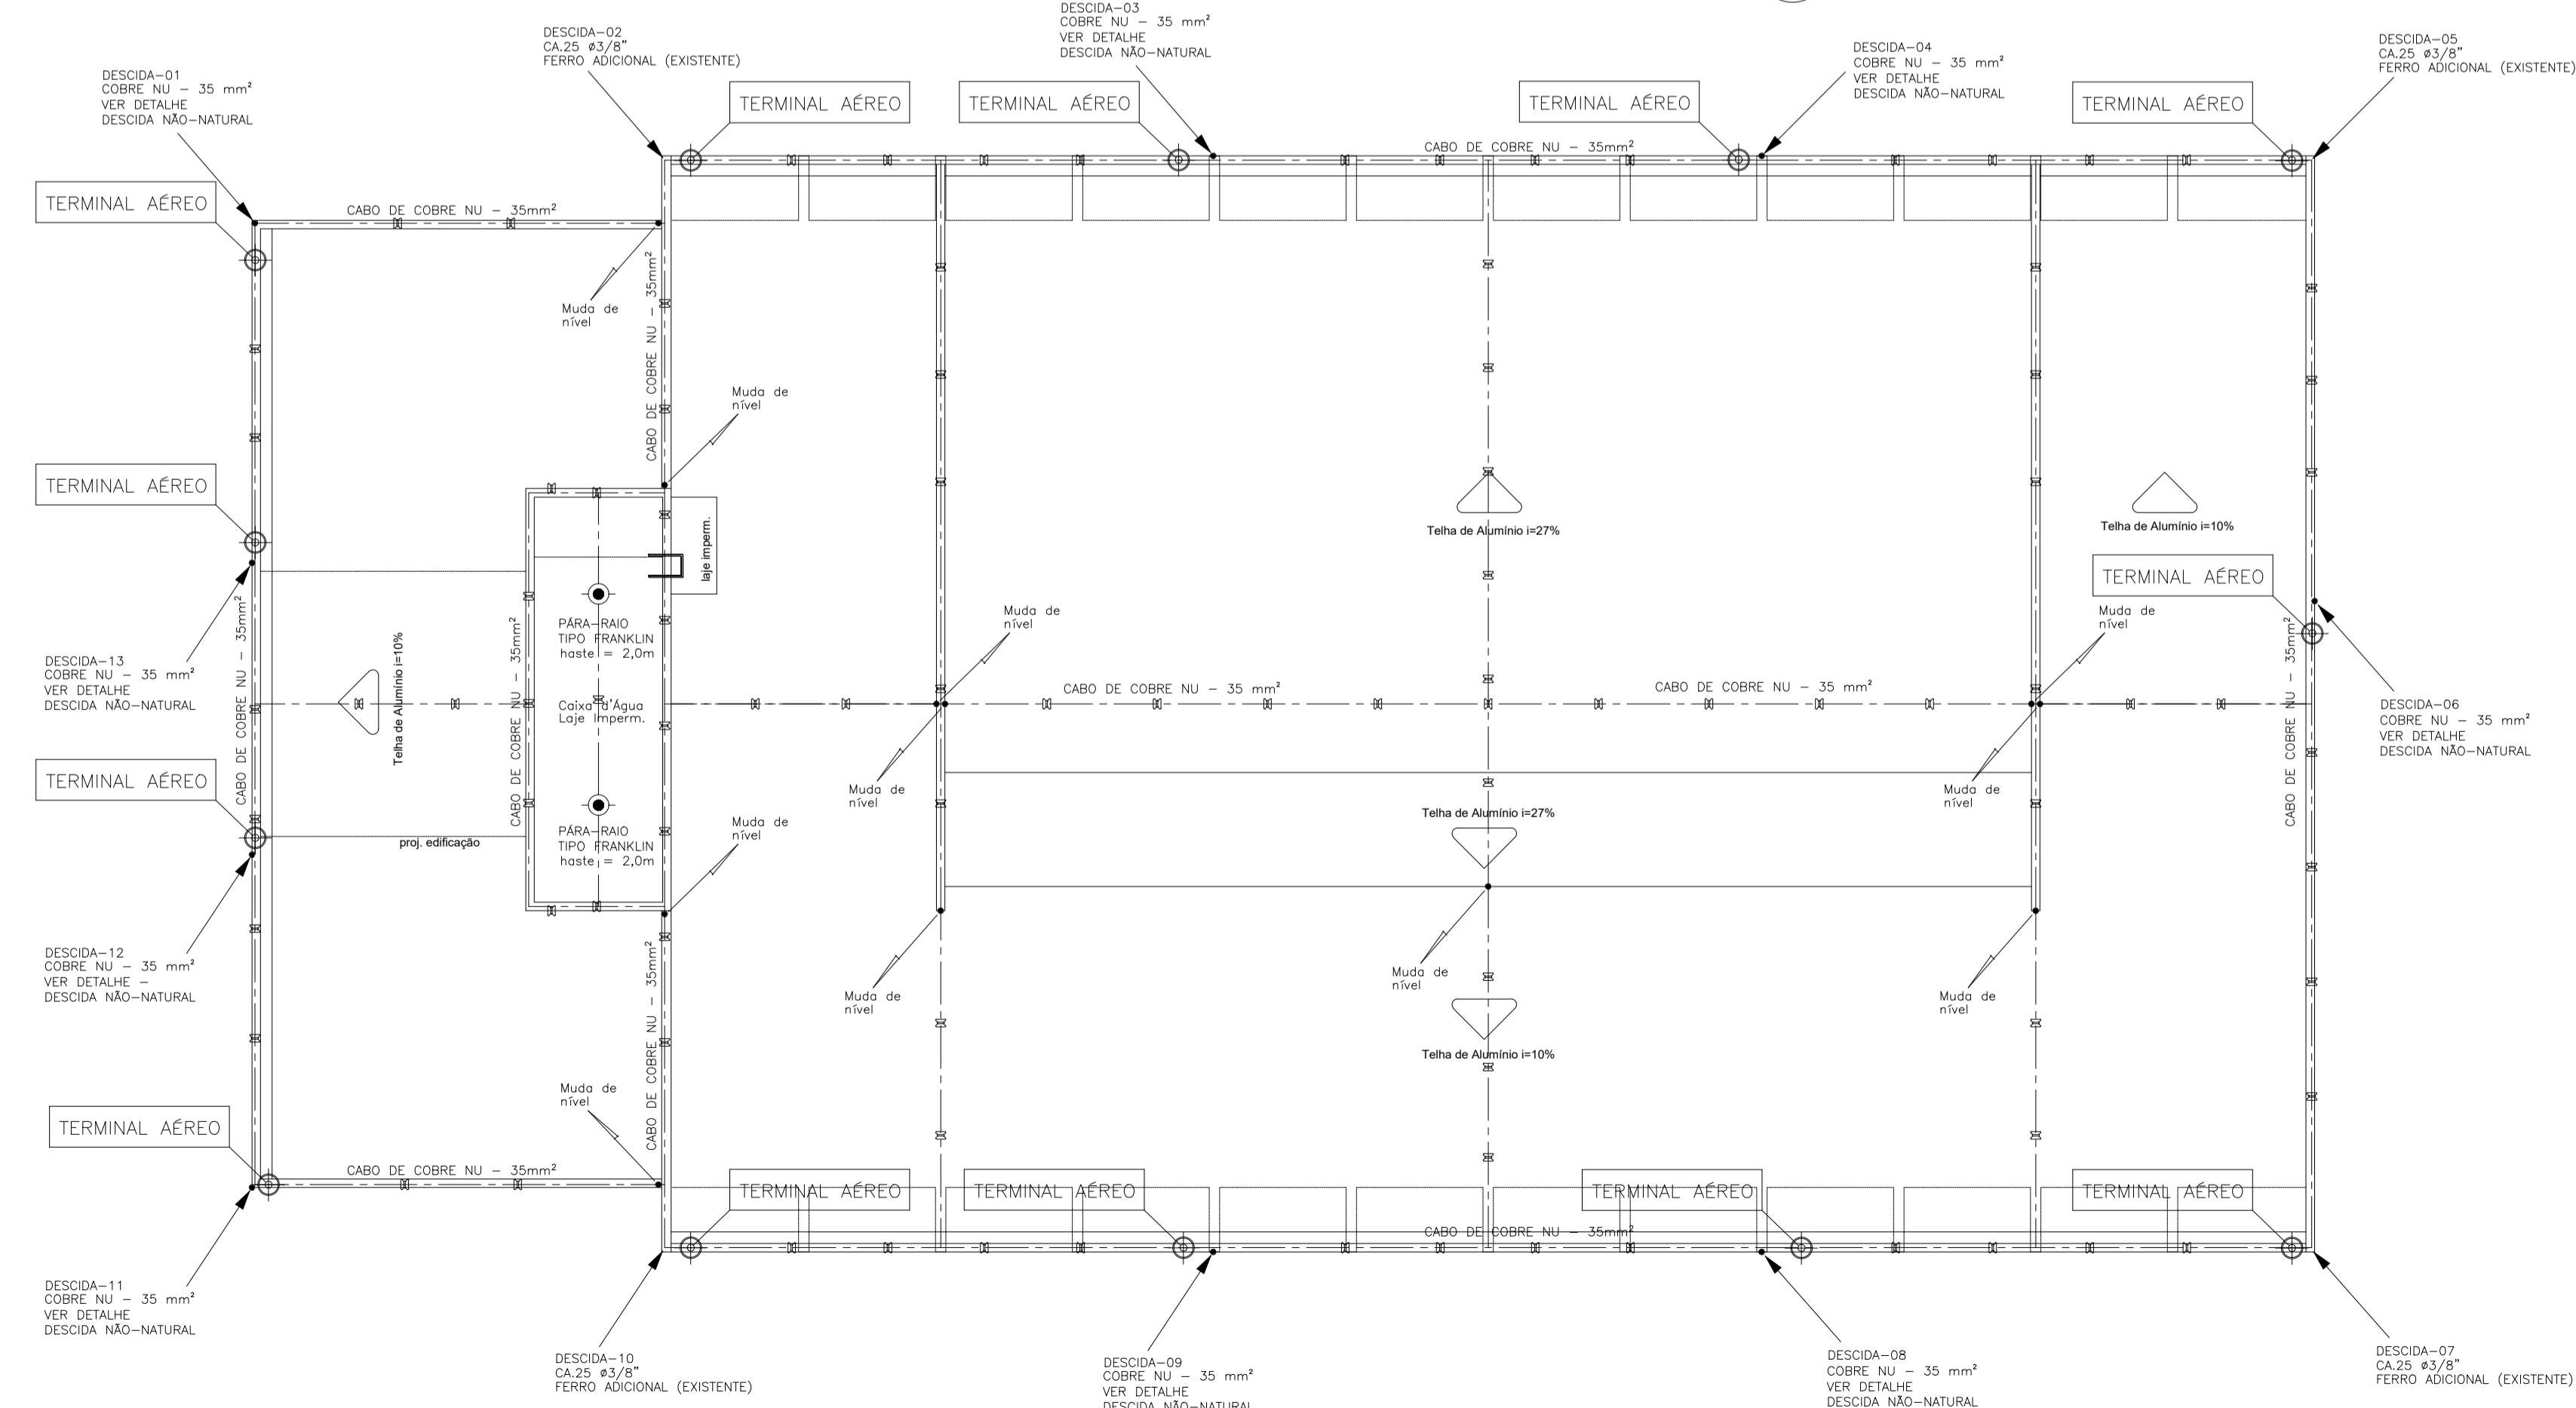 DESCIDA-03
COBRE NU - 35 mm²
VER DETALHE
DESCIDA NÃO-NATURAL
DESCIDA-02
CA.25 ø3/8"
FERRO ADICIONAL (EXISTENTE)
DESCIDA-04
COBRE NU - 35 mm²
VER DETALHE
DESCIDA NÃO-NATURAL
DESCIDA-05
CA.25 ø3/8"
FERRO ADICIONAL (EXISTENTE)
DESCIDA-01
COBRE NU - 35 mm²
VER DETALHE
DESCIDA NÃO-NATURAL
TERMINAL AÉREO
TERMINAL AÉREO
TERMINAL AÉREO
TERMINAL AÉREO
CABO DE COBRE NU - 35mm²
TERMINAL AÉREO
CABO DE COBRE NU - 35mm²
CABO DE COBRE NU - 35mm²
Muda de
nível
Muda de
nível
TERMINAL AÉREO
laje imperm.
Telha de Alumínio i=27%
Telha de Alumínio i=10%
TERMINAL AÉREO
PÁRA-RAIO
TIPO FRANKLIN
haste = 2,0m
Muda de
nível
Muda de
nível
DESCIDA-13
COBRE NU - 35 mm²
VER DETALHE
DESCIDA NÃO-NATURAL
CABO DE COBRE NU - 35mm²
Telha de Alumínio i=10%
CABO DE COBRE NU - 35mm²
Caixa d'Água
Laje Imperm.
CABO DE COBRE NU - 35 mm²
CABO DE COBRE NU - 35 mm²
CABO DE COBRE NU - 35mm²
DESCIDA-06
COBRE NU - 35 mm²
VER DETALHE
DESCIDA NÃO-NATURAL
TERMINAL AÉREO
Muda de
nível
Muda de
nível
proj. edificação
PÁRA-RAIO
TIPO FRANKLIN
haste = 2,0m
Muda de
nível
Telha de Alumínio i=27%
DESCIDA-12
COBRE NU - 35 mm²
VER DETALHE -
DESCIDA NÃO-NATURAL
CABO DE COBRE NU - 35mm²
Muda de
nível
Muda de
nível
Muda de
nível
Telha de Alumínio i=10%
TERMINAL AÉREO
Muda de
nível
CABO DE COBRE NU - 35mm²
TERMINAL AÉREO
TERMINAL AÉREO
TERMINAL AÉREO
TERMINAL AÉREO
CABO DE COBRE NU - 35mm²
DESCIDA-11
COBRE NU - 35 mm²
VER DETALHE
DESCIDA NÃO-NATURAL
DESCIDA-10
CA.25 ø3/8"
FERRO ADICIONAL (EXISTENTE)
DESCIDA-09
COBRE NU - 35 mm²
VER DETALHE
DESCIDA NÃO-NATURAL
DESCIDA-08
COBRE NU - 35 mm²
VER DETALHE
DESCIDA NÃO-NATURAL
DESCIDA-07
CA.25 ø3/8"
FERRO ADICIONAL (EXISTENTE)